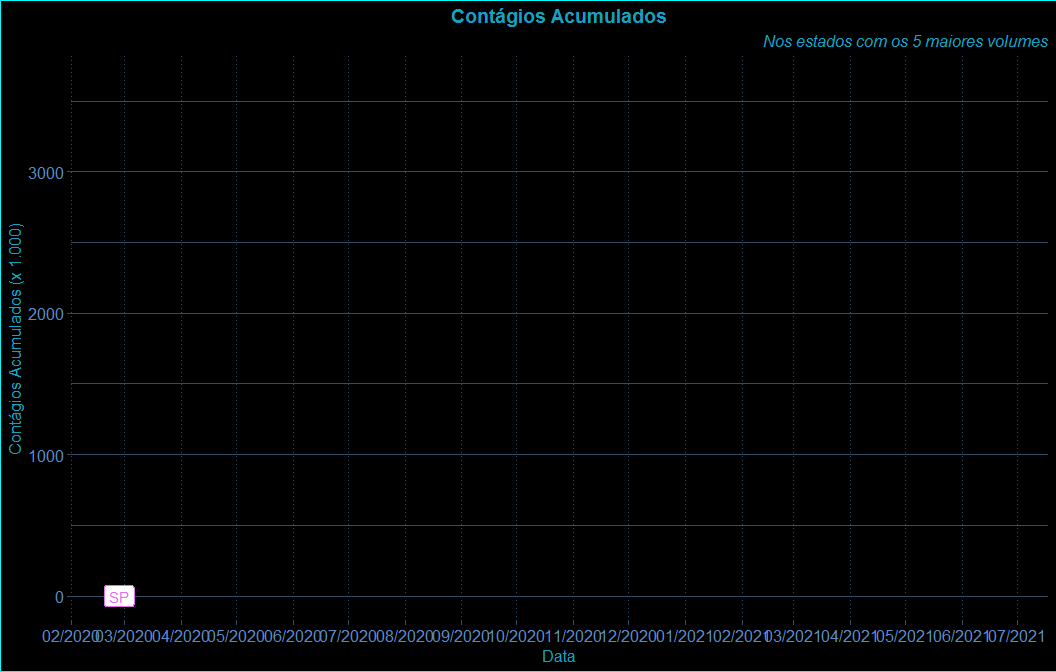 Contágios Acumulados
Nos estados com os 5 maiores volumes
Contágios Acumulados (x 1.000)
3000
2000
1000
0
SP
02/2020 03/2020 04/2020 05/2020 06/2020 07/2020 08/2020 09/2020 10/2020 11/2020 12/2020 01/2021 02/2021 03/2021 04/2021 05/2021 06/2021 07/2021
Data